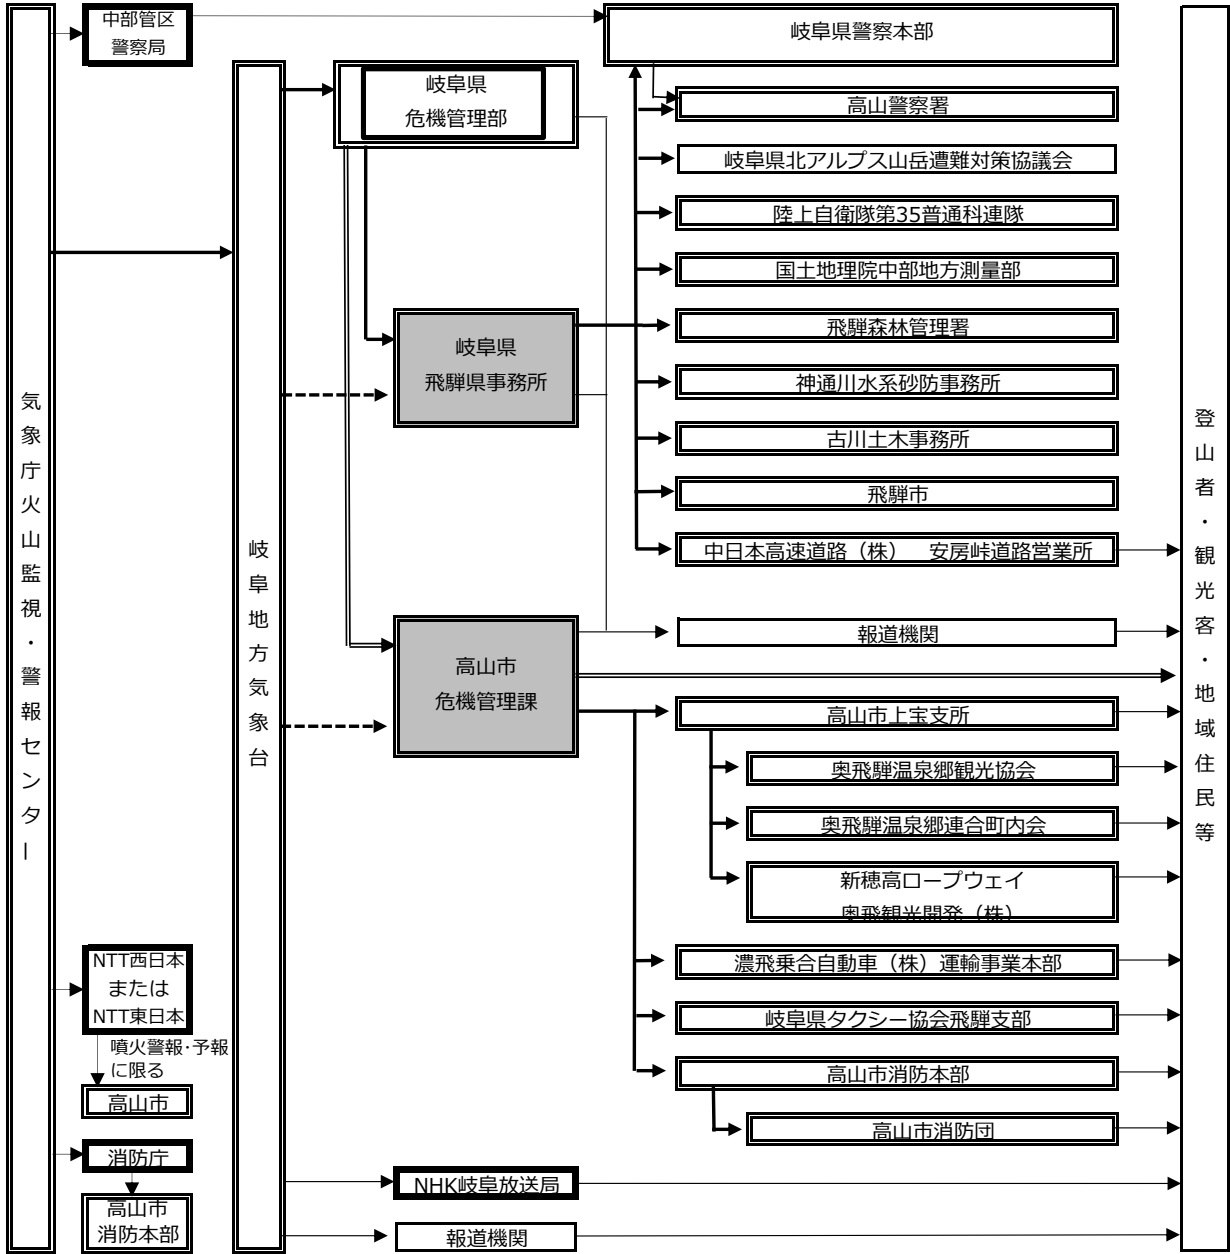 中部管区
警察局
岐阜県警察本部
岐阜県
危機管理部
高山警察署
岐阜県北アルプス山岳遭難対策協議会
陸上自衛隊第35普通科連隊
国土地理院中部地方測量部
岐阜県
飛騨県事務所
飛騨森林管理署
神通川水系砂防事務所
古川土木事務所
飛騨市
中日本高速道路（株）　安房峠道路営業所
気象庁火山監視・警報センター
岐阜地方気象台
登山者・観光客・地域住民等
高山市
危機管理課
報道機関
高山市上宝支所
奥飛騨温泉郷観光協会
奥飛騨温泉郷連合町内会
新穂高ロープウェイ
奥飛観光開発（株）
濃飛乗合自動車（株）運輸事業本部
岐阜県タクシー協会飛騨支部
高山市消防本部
高山市消防団
NTT西日本
または
NTT東日本
噴火警報･予報
に限る
高山市
消防庁
高山市
消防本部
NHK岐阜放送局
報道機関